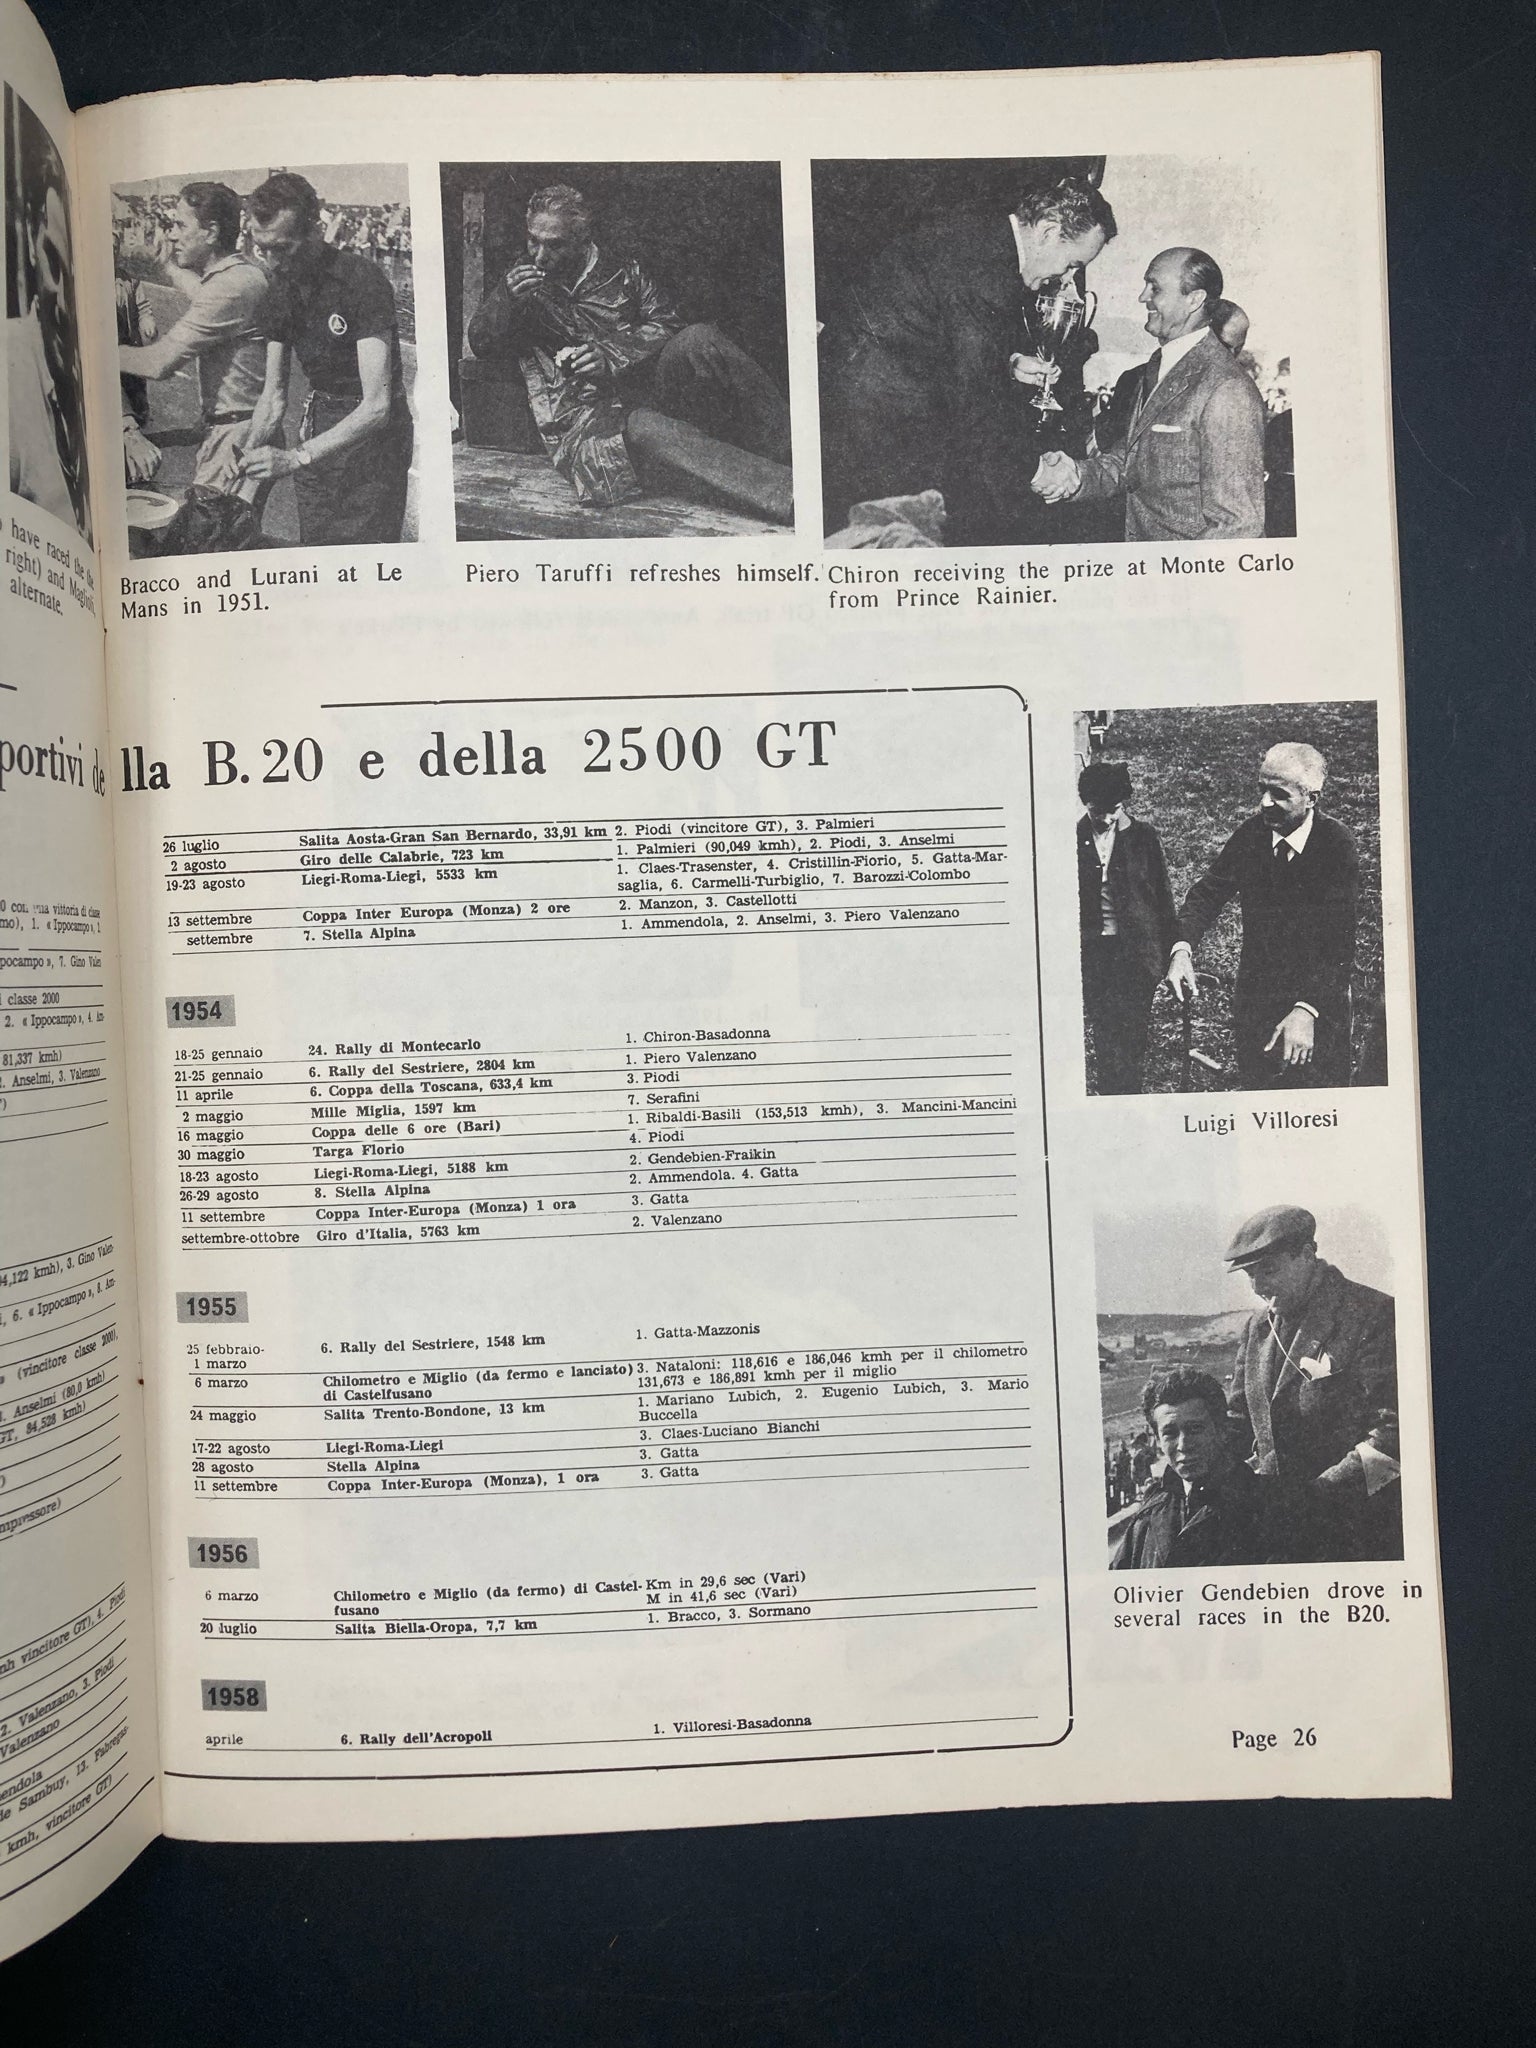 have raced the
right) and Maglioli,
alternate.
Bracco and Lurani at Le
Mans in 1951.
Piero Taruffi refreshes himself.
Chiron receiving the prize at Monte Carlo
from Prince Rainier.
portivi de lla B.20 e della 2500 GT
26 luglio Salita Aosta-Gran San Bernardo, 33,91 km 2. Piodi (vincitore GT), 3. Palmieri
2 agosto Giro delle Calabrie, 723 km 1. Palmieri (90,049 kmh), 2. Piodi, 3. Anselmi
19-23 agosto Liegi-Roma-Liegi, 5533 km 1. Claes-Trasenster, 4. Cristillin-Fiorio, 5. Gatta-Mar-
saglia, 6. Carmelli-Turbiglio, 7. Barozzi-Colombo
13 settembre Coppa Inter Europa (Monza) 2 ore 2. Manzon, 3. Castellotti
settembre 7. Stella Alpina 1. Ammendola, 2. Anselmi, 3. Piero Valenzano
1954
18-25 gennaio 24. Rally di Montecarlo 1. Chiron-Basadonna
21-25 gennaio 6. Rally del Sestriere, 2804 km 1. Piero Valenzano
11 aprile 6. Coppa della Toscana, 633,4 km 3. Piodi
2 maggio Mille Miglia, 1597 km 7. Serafini
16 maggio Coppa delle 6 ore (Bari) 1. Ribaldi-Basili (153,513 kmh), 3. Mancini-Mancini
30 maggio Targa Florio 4. Piodi
18-23 agosto Liegi-Roma-Liegi, 5188 km 2. Gendebien-Fraikin
26-29 agosto 8. Stella Alpina 2. Ammendola. 4. Gatta
11 settembre Coppa Inter-Europa (Monza) 1 ora 3. Gatta
settembre-ottobre Giro d'Italia, 5763 km 2. Valenzano
1955
25 febbraio-
1 marzo 6. Rally del Sestriere, 1548 km 1. Gatta-Mazzonis
6 marzo Chilometro e Miglio (da fermo e lanciato) 3. Nataloni: 118,616 e 186,046 kmh per il chilometro
di Castelfusano 131,673 e 186,891 kmh per il miglio
24 maggio Salita Trento-Bondone, 13 km 1. Mariano Lubich, 2. Eugenio Lubich, 3. Mario
Buccella
17-22 agosto Liegi-Roma-Liegi 3. Claes-Luciano Bianchi
28 agosto Stella Alpina 3. Gatta
11 settembre Coppa Inter-Europa (Monza), 1 ora 3. Gatta
1956
6 marzo Chilometro e Miglio (da fermo) di Castel- Km in 29,6 sec (Vari)
fusano M in 41,6 sec (Vari)
20 luglio Salita Biella-Oropa, 7,7 km 1. Bracco, 3. Sormano
1958
aprile 6. Rally dell'Acropoli 1. Villoresi-Basadonna
Luigi Villoresi
Olivier Gendebien drove in
several races in the B20.
Page 26